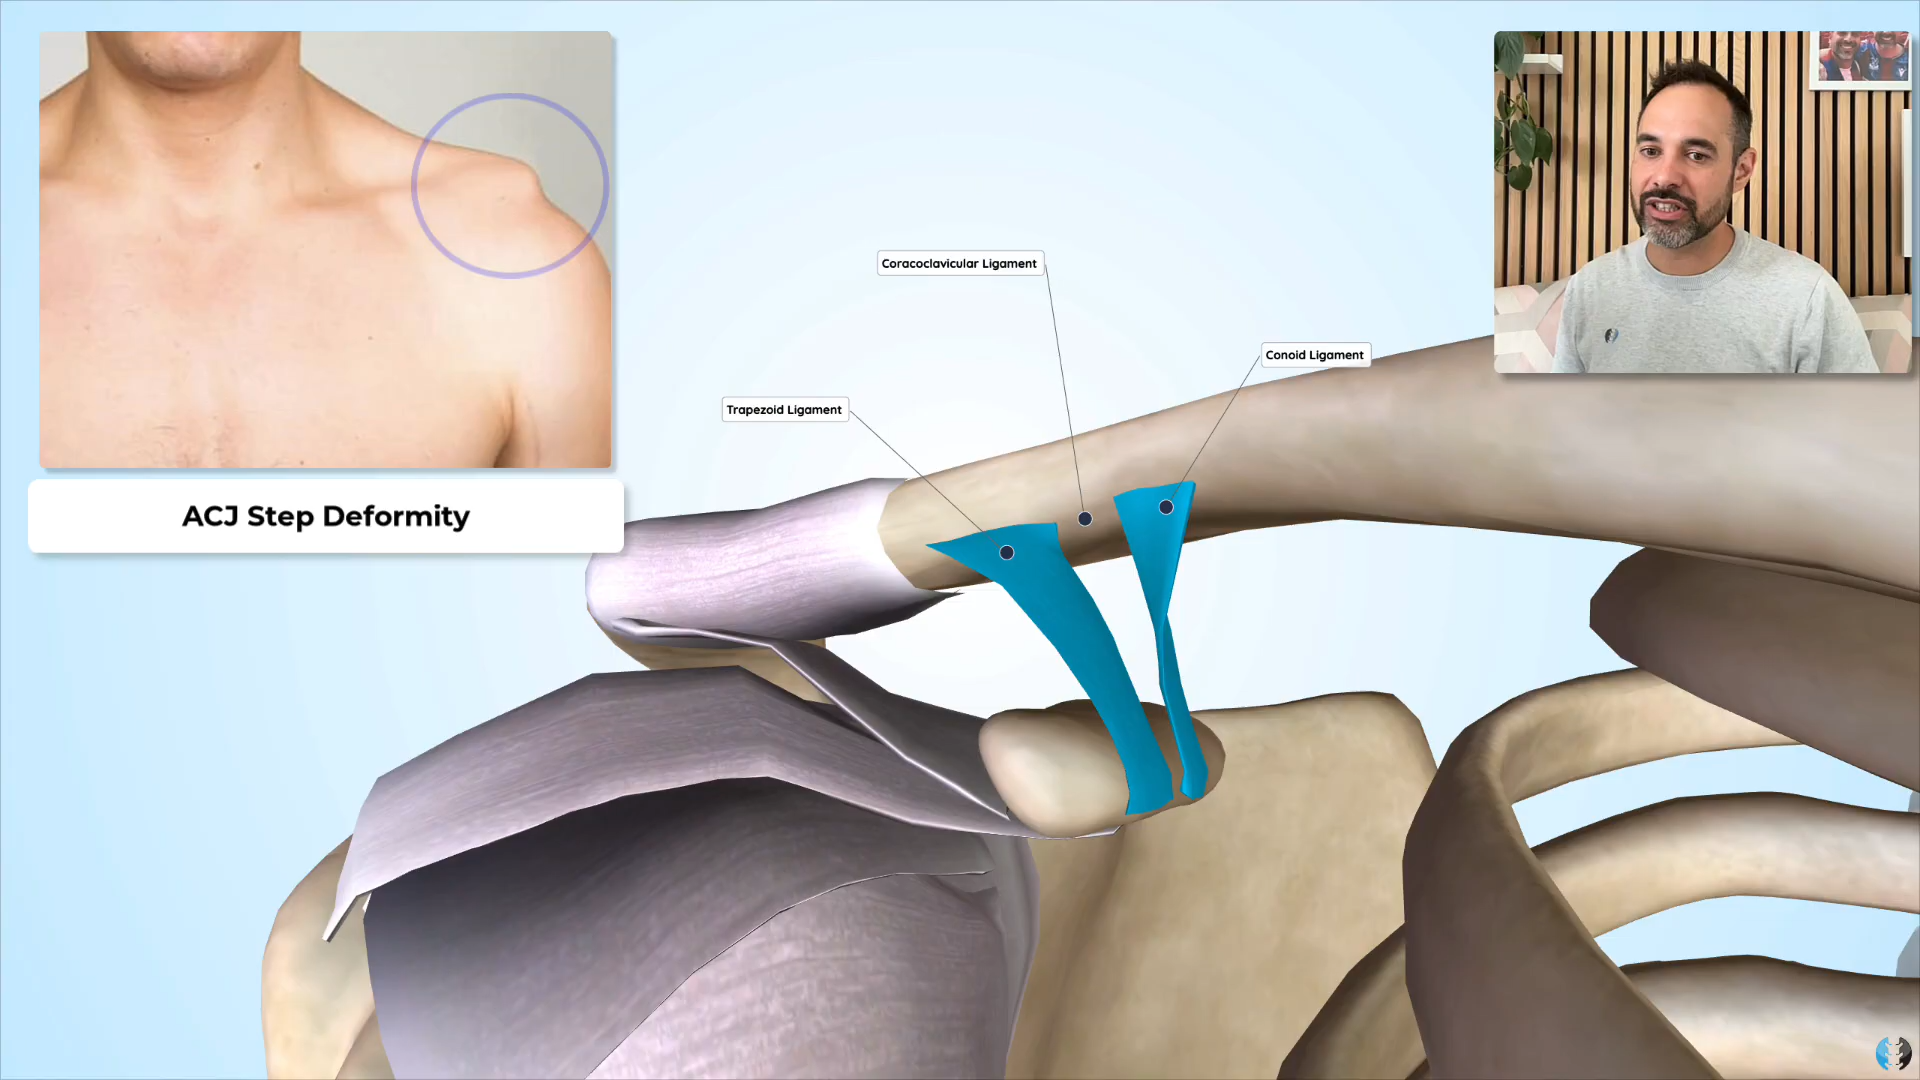 Coracoclavicular Ligament
Conoid Ligament
Trapezoid Ligament
ACJ Step Deformity